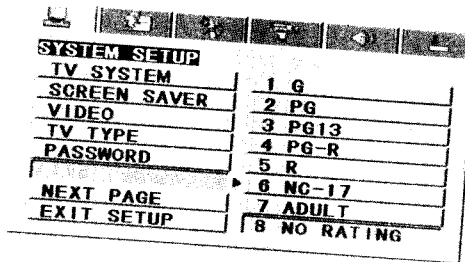 SYSTEM SETUP
TV SYSTEM
SCREEN SAVER
VIDEO
TV TYPE
PASSWORD
NEXT PAGE
EXIT SETUP
1 G
2 PG
3 PG13
4 PG-R
5 R
6 NC-17
7 ADULT
8 NO RATING